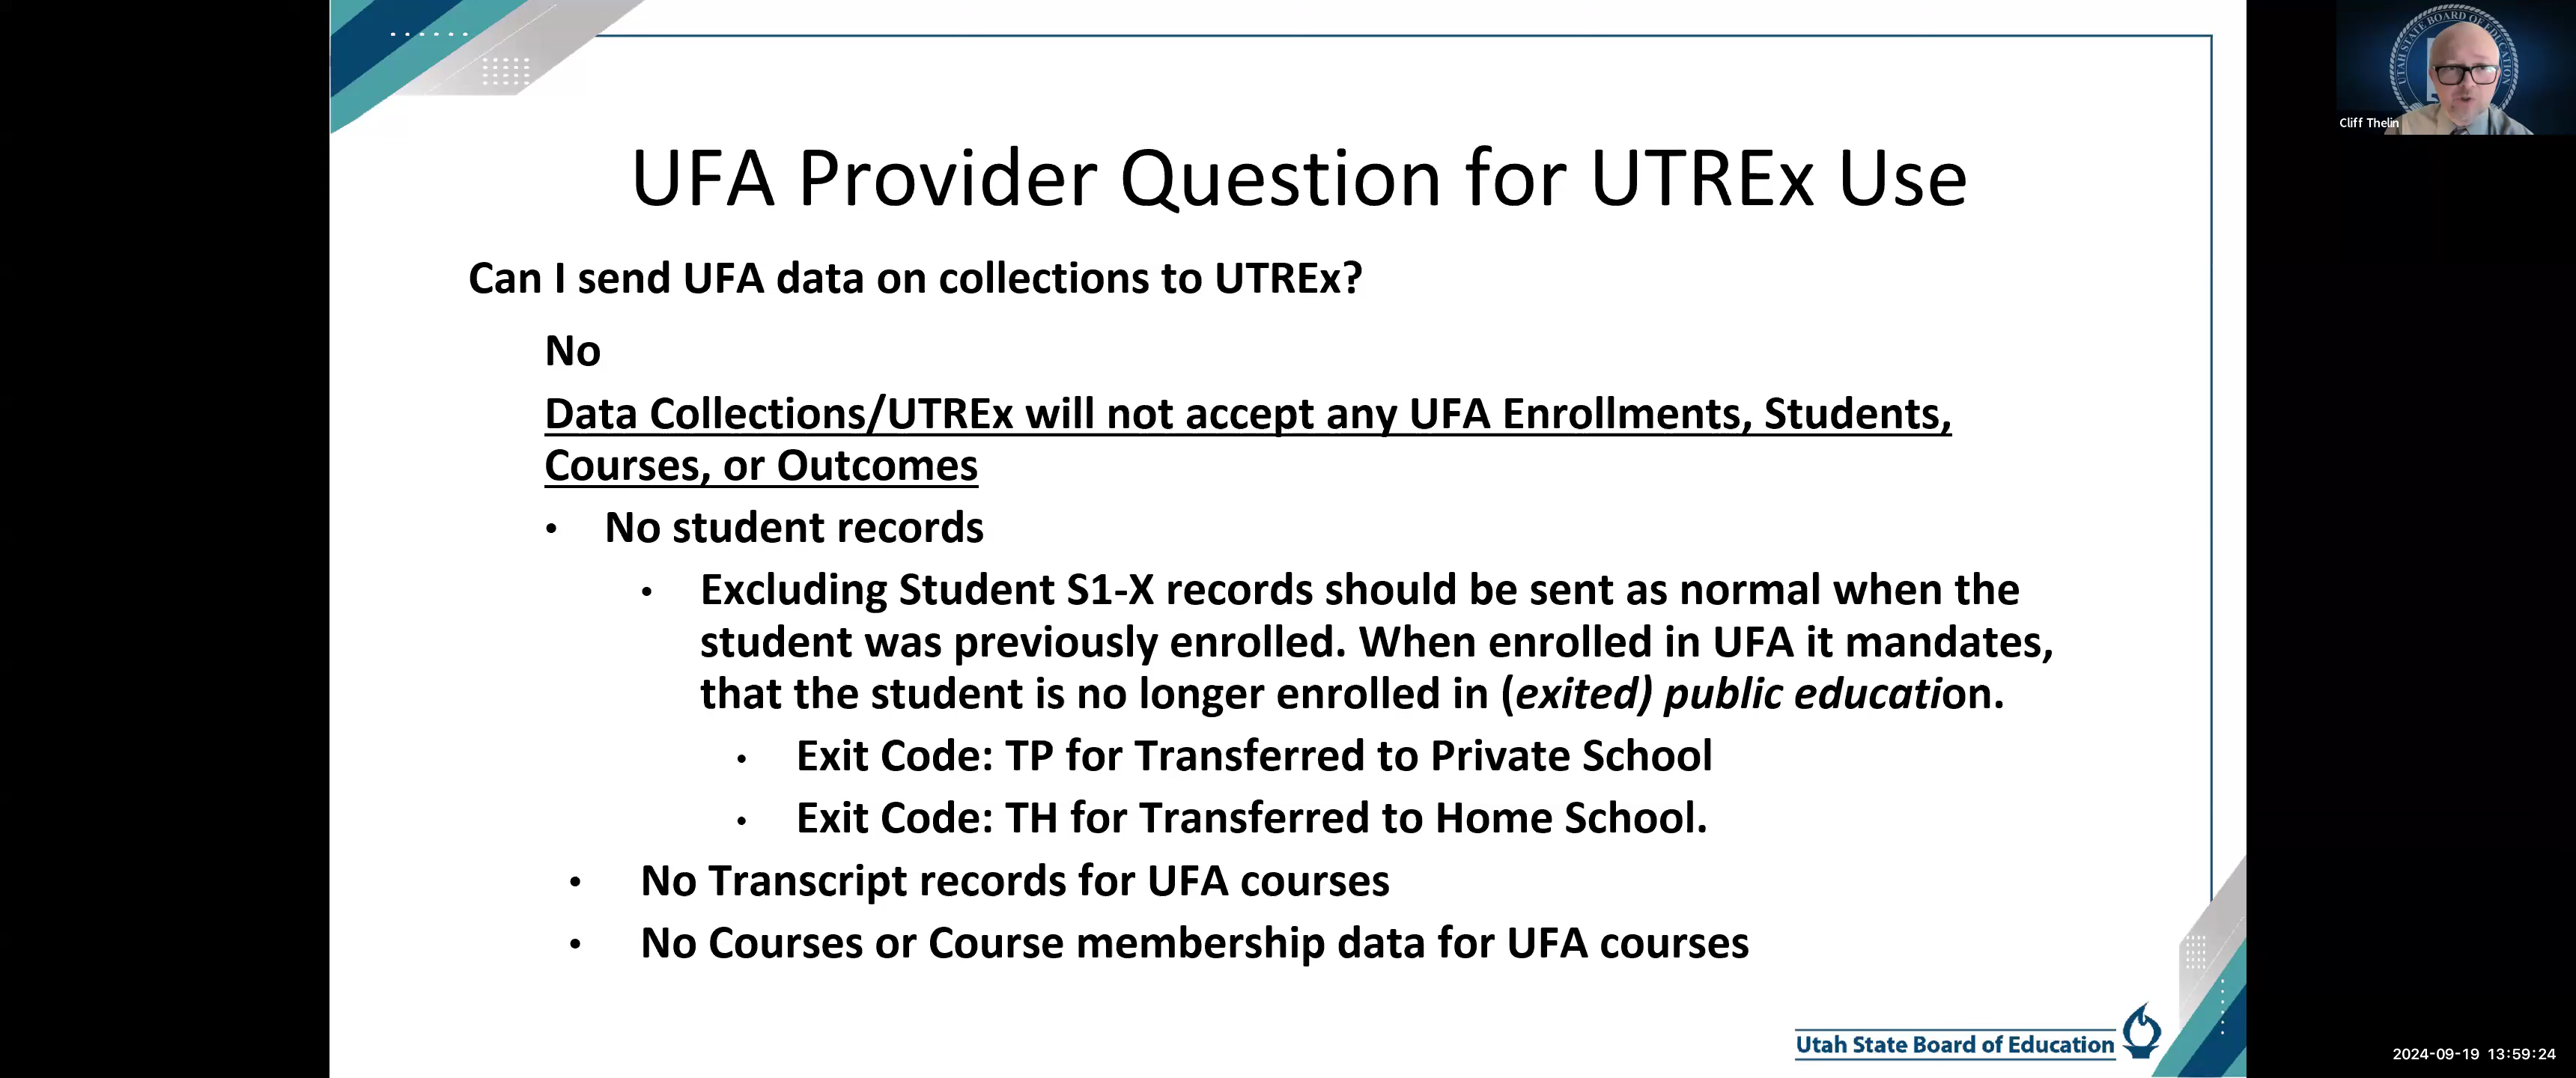 UFA Provider Question for UTREx Use
Can I send UFA data on collections to UTREx?
No
Data Collections/UTREx will not accept any UFA Enrollments, Students,
Courses, or Outcomes
• No student records
• Excluding Student S1-X records should be sent as normal when the
student was previously enrolled. When enrolled in UFA it mandates,
that the student is no longer enrolled in (exited) public education.
• Exit Code: TP for Transferred to Private School
• Exit Code: TH for Transferred to Home School.
• No Transcript records for UFA courses
• No Courses or Course membership data for UFA courses
Utah State Board of Education
UTAH STATE BOARD OF EDUCATION
Cliff Thelin
2024-09-19 13:59:24